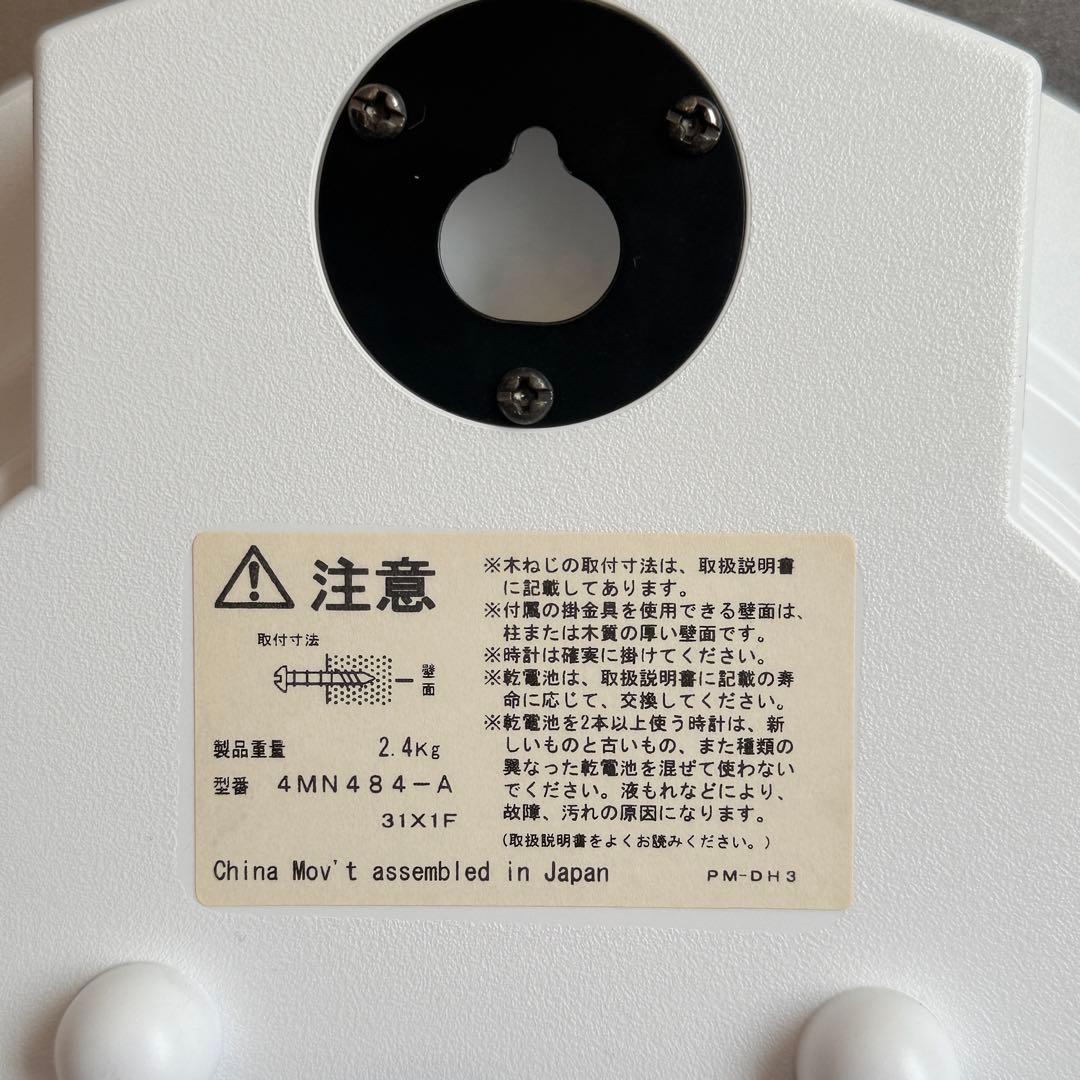 注意
取付寸法
壁面
製品重量 2.4Kg
型番 4MN484-A
31X1F
※木ねじの取付寸法は、取扱説明書
に記載してあります。
※付属の掛金具を使用できる壁面は、
柱または木質の厚い壁面です。
※時計は確実に掛けてください。
※乾電池は、取扱説明書に記載の寿
命に応じて、交換してください。
※乾電池を2本以上使う時計は、新
しいものと古いもの、また種類の
異なった乾電池を混ぜて使わない
でください。液もれなどにより、
故障、汚れの原因になります。
(取扱説明書をよくお読みください。)
China Mov't assembled in Japan
PM-DH3